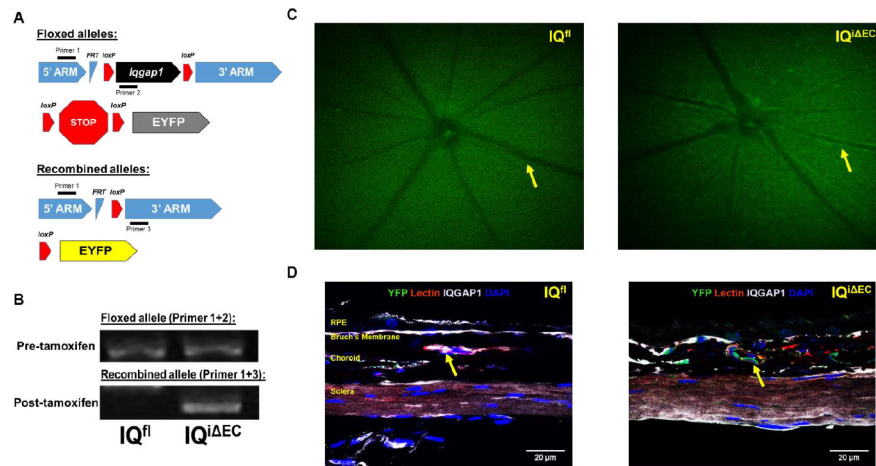 A
Floxed alleles:
Primer 1
FRT
loxP
loxP
5' ARM
Iqgap1
3' ARM
Primer 2
loxP
loxP
STOP
EYFP
Recombined alleles:
Primer 1
FRT
loxP
5' ARM
3' ARM
Primer 3
loxP
EYFP
B
Floxed allele (Primer 1+2):
Pre-tamoxifen
Recombined allele (Primer 1+3):
Post-tamoxifen
IQfl IQiΔEC
C
IQfl
IQiΔEC
D
YFP Lectin IQGAP1 DAPI IQfl
RPE
Bruch's Membrane
Choroid
Sclera
20 µm
YFP Lectin IQGAP1 DAPI IQiΔEC
20 µm